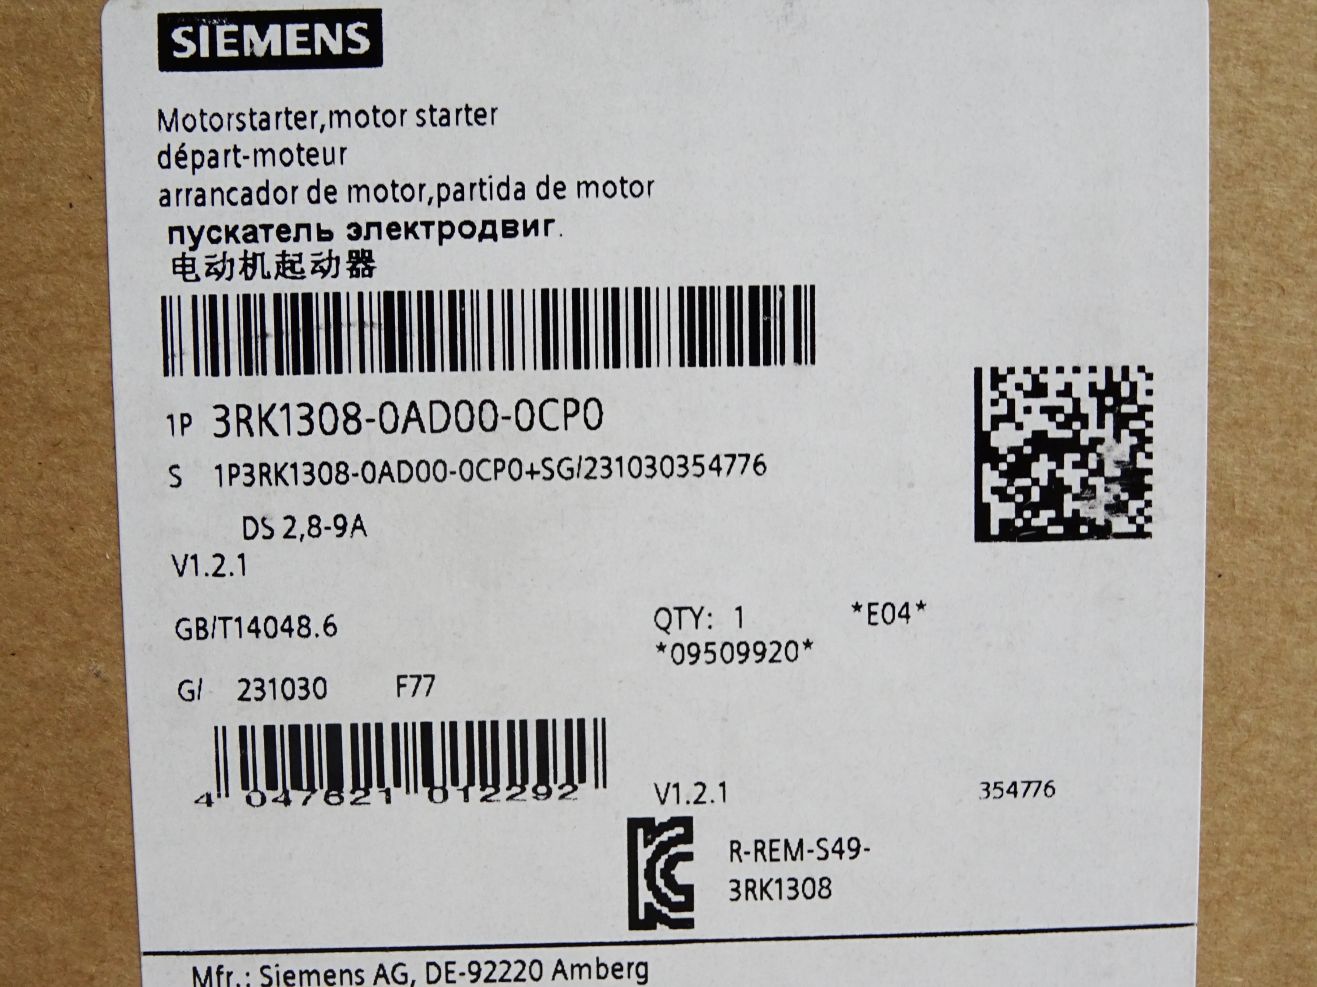 SIEMENS
Motorstarter,motor starter
départ-moteur
arrancador de motor,partida de motor
пускатель электродвиг.
电动机起动器
1P 3RK1308-0AD00-0CP0
S 1P3RK1308-0AD00-0CP0+SG/231030354776
DS 2,8-9A
V1.2.1
GB/T14048.6
QTY: 1 *E04*
*09509920*
G/ 231030 F77
4 047621 012292
V1.2.1 354776
R-REM-S49-
3RK1308
Mfr.: Siemens AG, DE-92220 Amberg